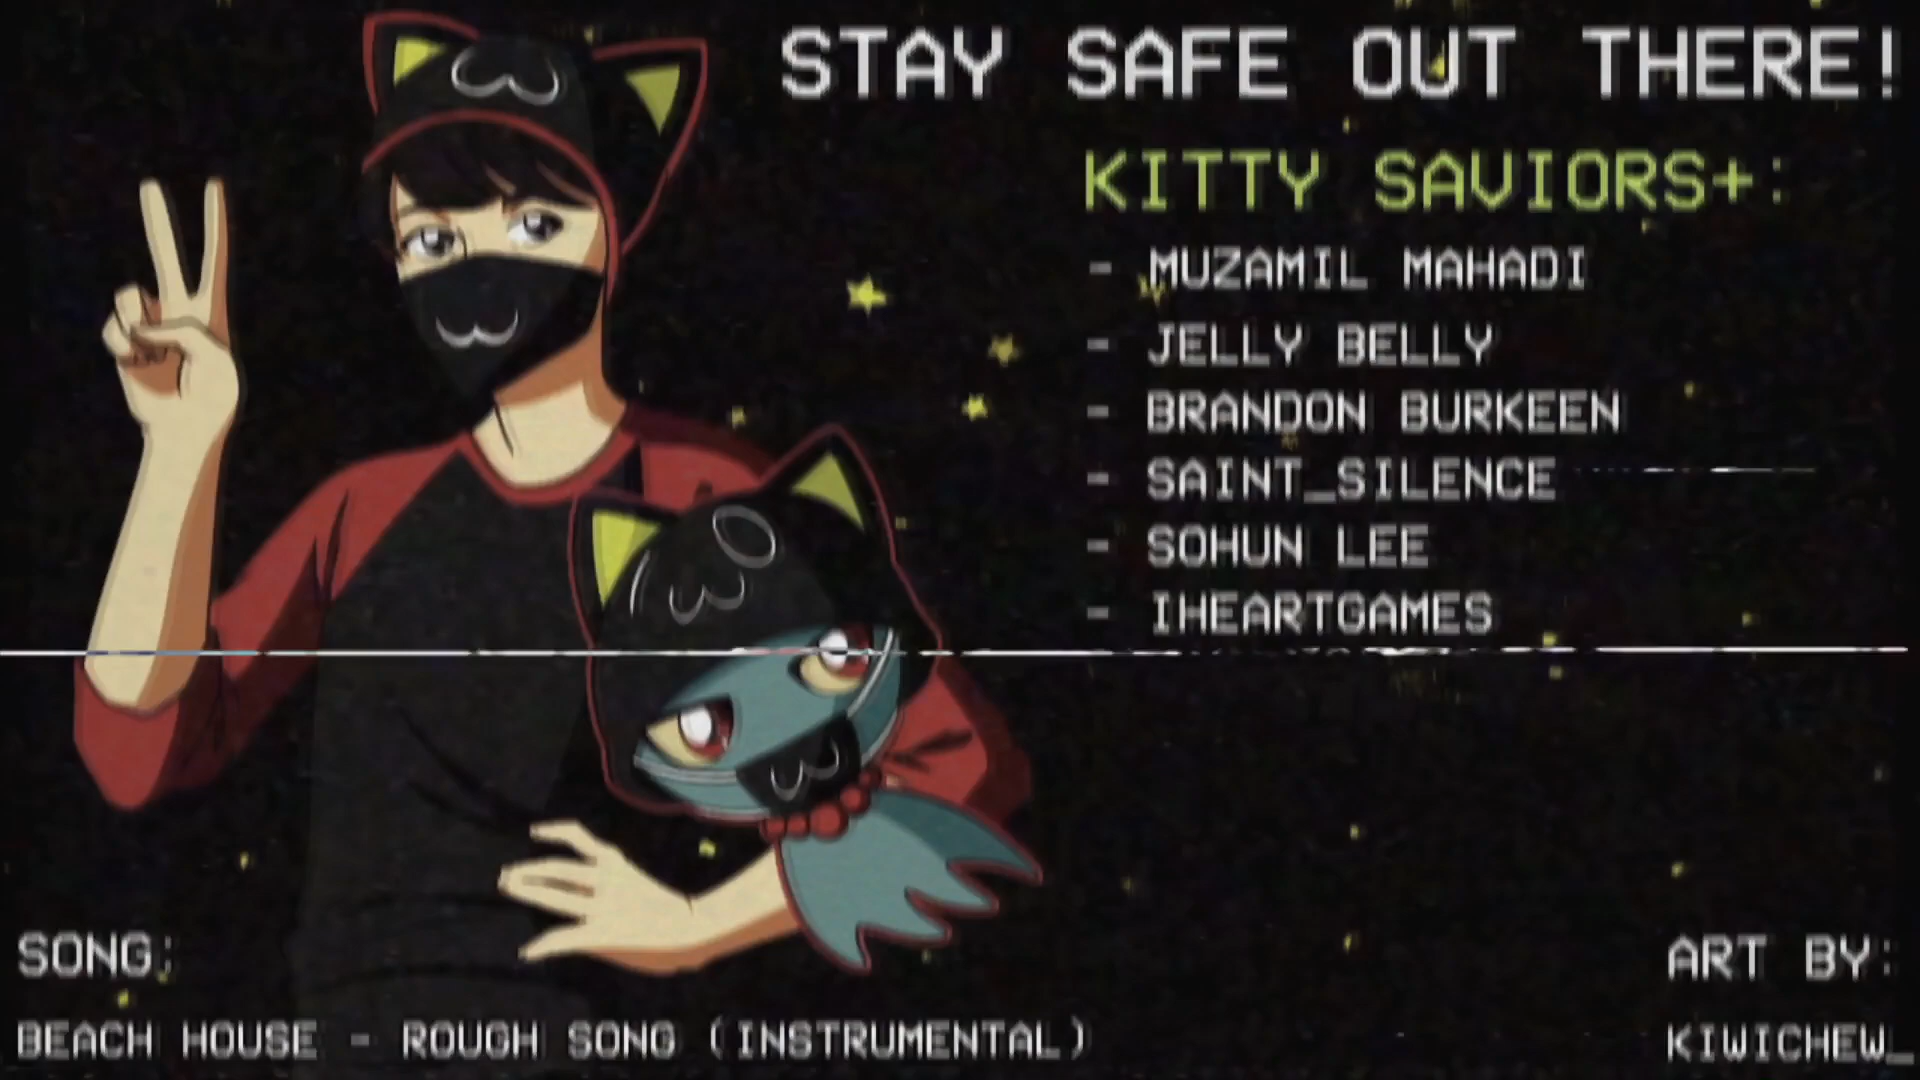 STAY SAFE OUT THERE!
KITTY SAVIORS+:
- MUZAMIL MAHADI
- JELLY BELLY
- BRANDON BURKEEN
- SAINT_SILENCE
- SOHUN LEE
- IHEARTGAMES
SONG:
BEACH HOUSE - ROUGH SONG (INSTRUMENTAL)
ART BY:
KIWICHEW_